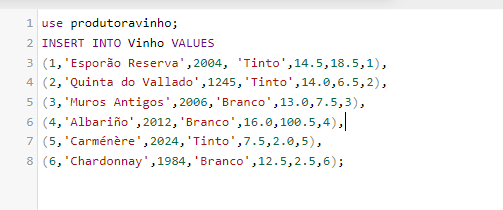 1 use produtoravinho;
2 INSERT INTO Vinho VALUES
3 (1,'Esporão Reserva',2004, 'Tinto',14.5,18.5,1),
4 (2,'Quinta do Vallado',1245,'Tinto',14.0,6.5,2),
5 (3,'Muros Antigos',2006,'Branco',13.0,7.5,3),
6 (4,'Albariño',2012,'Branco',16.0,100.5,4),
7 (5,'Carménère',2024,'Tinto',7.5,2.0,5),
8 (6,'Chardonnay',1984,'Branco',12.5,2.5,6);